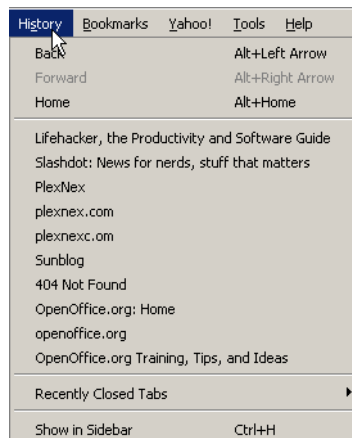 History Bookmarks Yahoo! Tools Help
Back Alt+Left Arrow
Forward Alt+Right Arrow
Home Alt+Home
Lifehacker, the Productivity and Software Guide
Slashdot: News for nerds, stuff that matters
PlexNex
plexnex.com
plexnexc.om
Sunblog
404 Not Found
OpenOffice.org: Home
openoffice.org
OpenOffice.org Training, Tips, and Ideas
Recently Closed Tabs
Show in Sidebar Ctrl+H